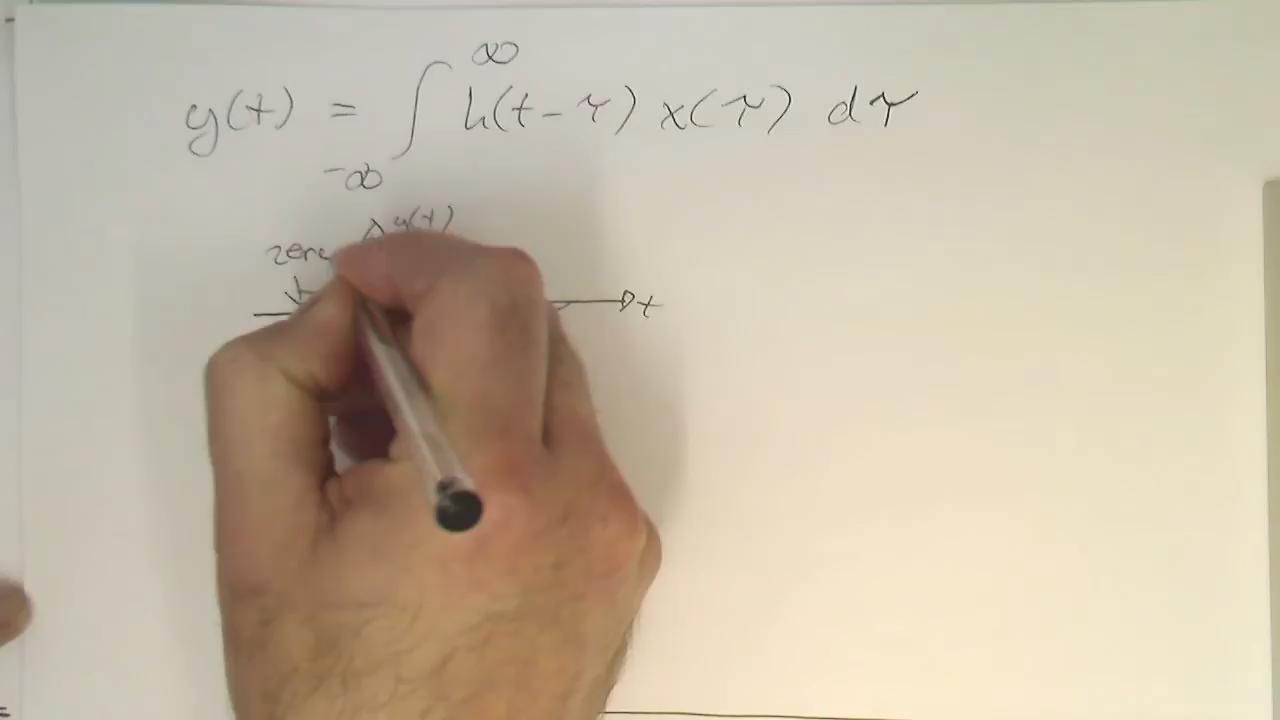 y(t) = ∫_{-∞}^{∞} h(t-τ) x(τ) dτ
y(t)
t